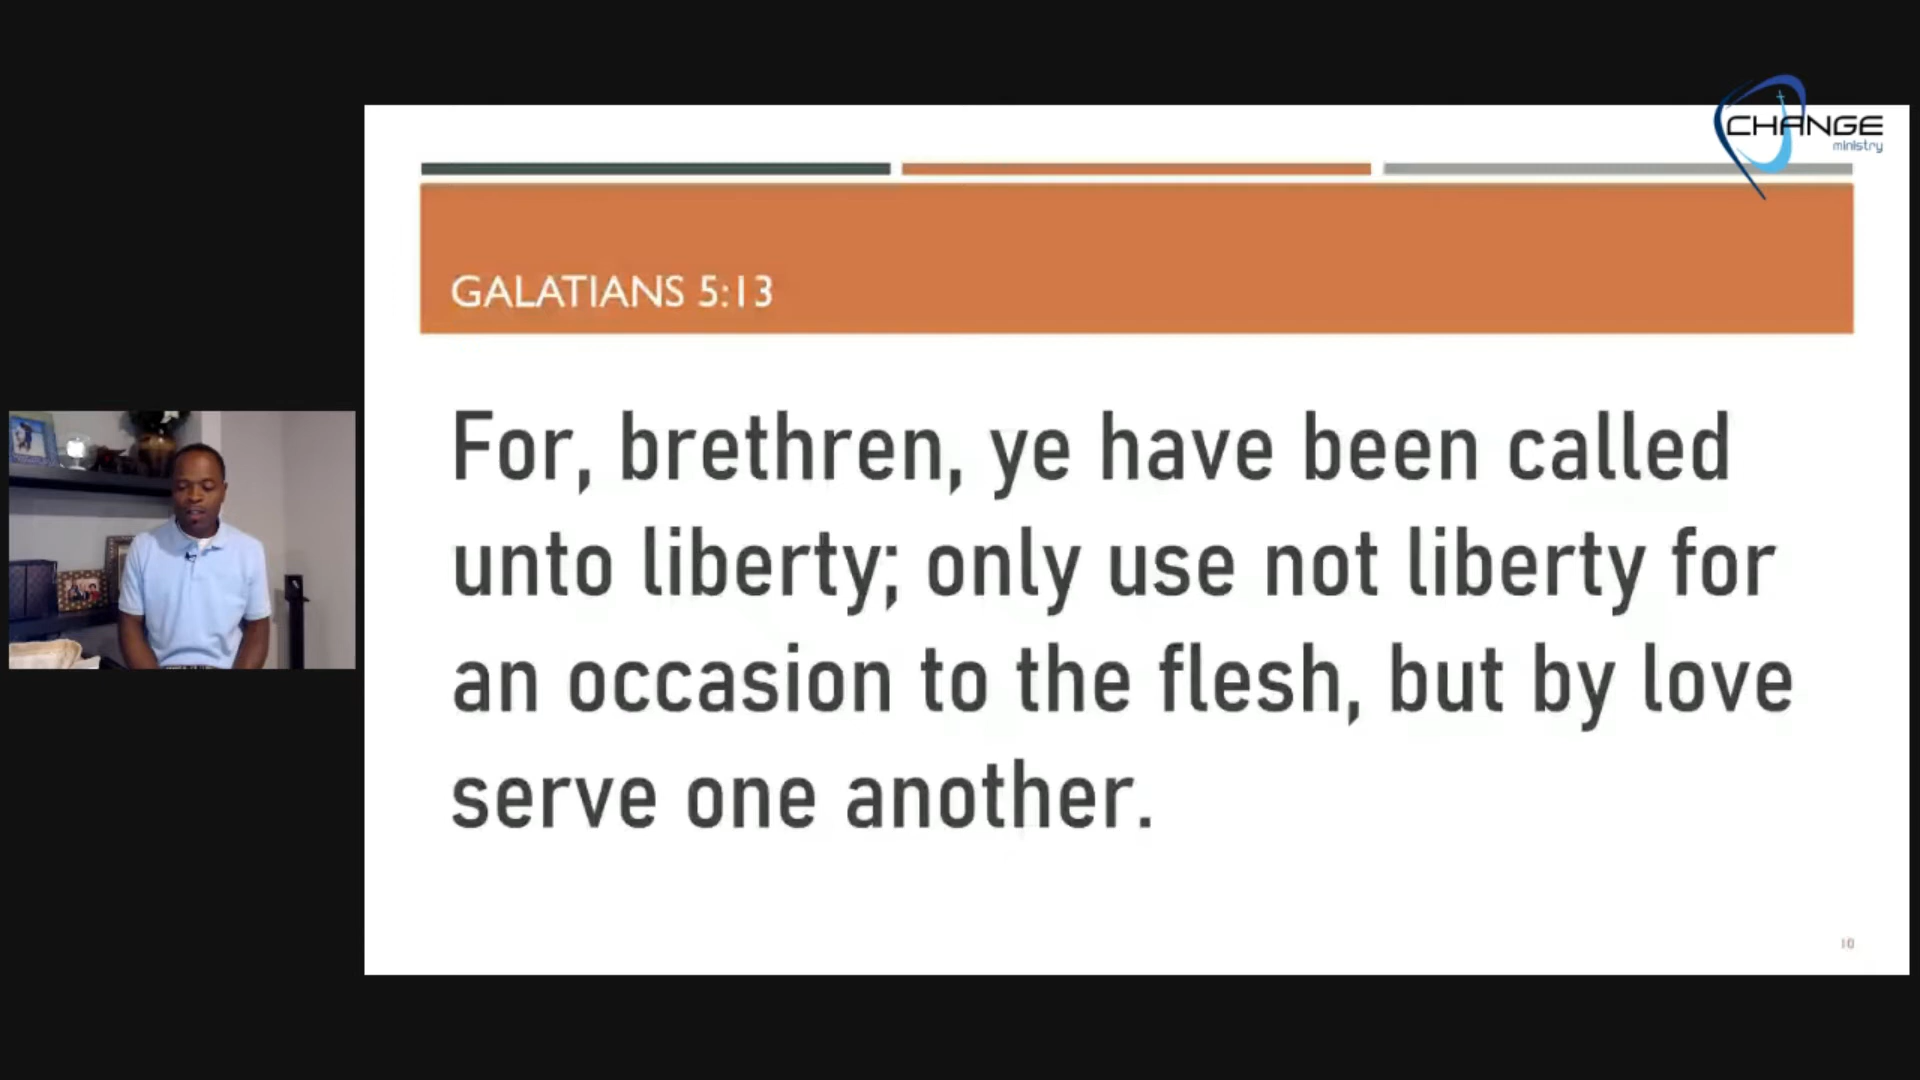 CHANGE
ministry
GALATIANS 5:13
For, brethren, ye have been called
unto liberty; only use not liberty for
an occasion to the flesh, but by love
serve one another.
10